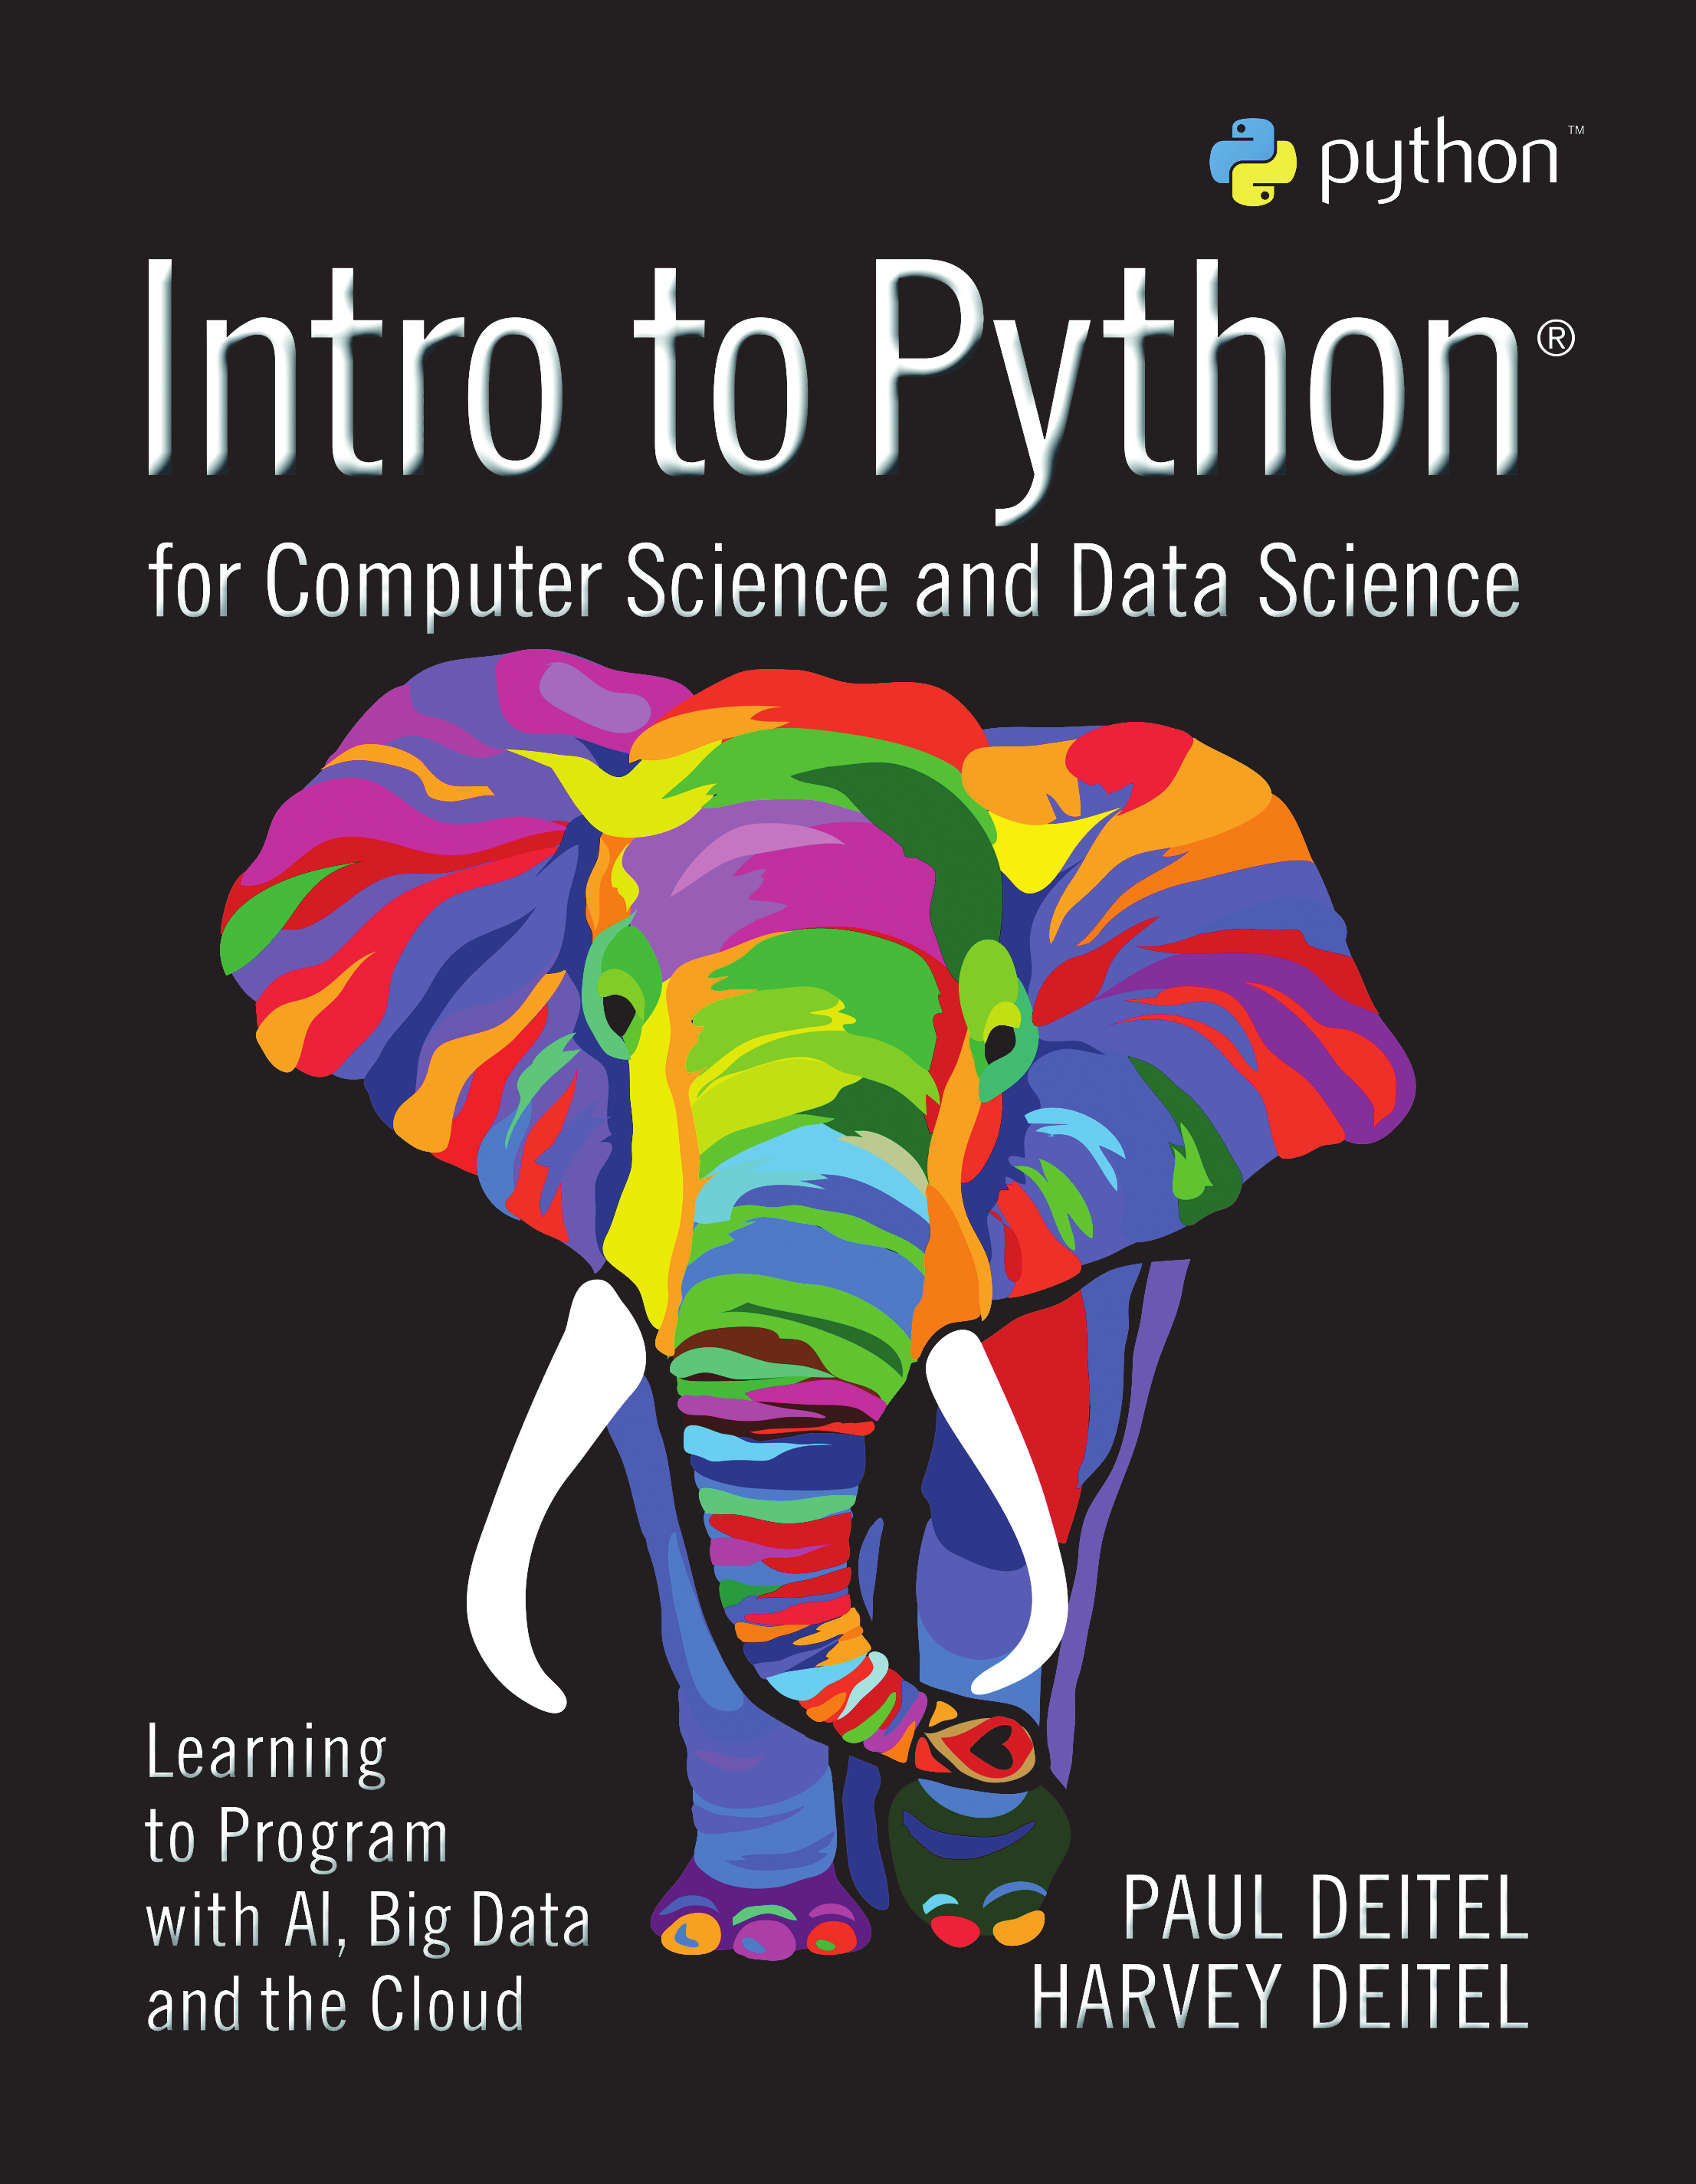 python™
Intro to Python®
for Computer Science and Data Science
Learning
to Program
with AI, Big Data
and the Cloud
PAUL DEITEL
HARVEY DEITEL